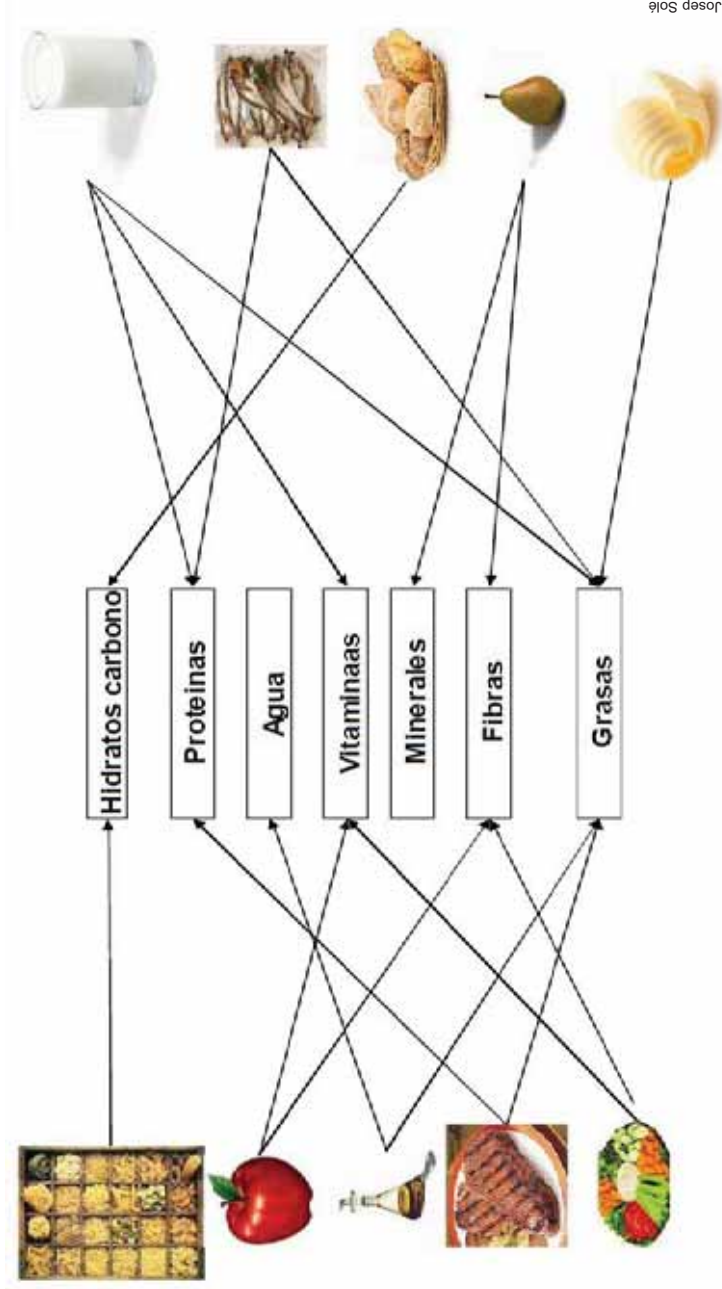 Hidratos carbono
Proteinas
Agua
Vitaminaas
Minerales
Fibras
Grasas
Josep Solé